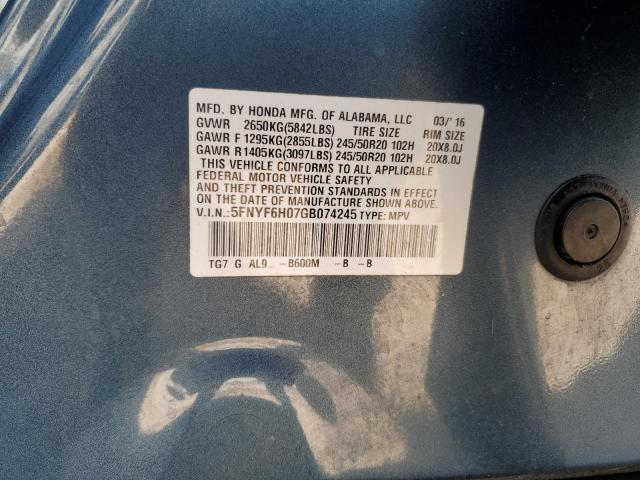 MFD. BY HONDA MFG. OF ALABAMA, LLC 03/'16
GVWR 2650KG(5842LBS) TIRE SIZE RIM SIZE
GAWR F 1295KG(2855LBS) 245/50R20 102H 20X8.0J
GAWR R 1405KG(3097LBS) 245/50R20 102H 20X8.0J
THIS VEHICLE CONFORMS TO ALL APPLICABLE
FEDERAL MOTOR VEHICLE SAFETY
AND THEFT PREVENTION STANDARDS IN EFFECT
ON THE DATE OF MANUFACTURE SHOWN ABOVE.
V.I.N.:5FNYF6H07GB074245 TYPE: MPV
TG7 G AL9 -B600M -B -B